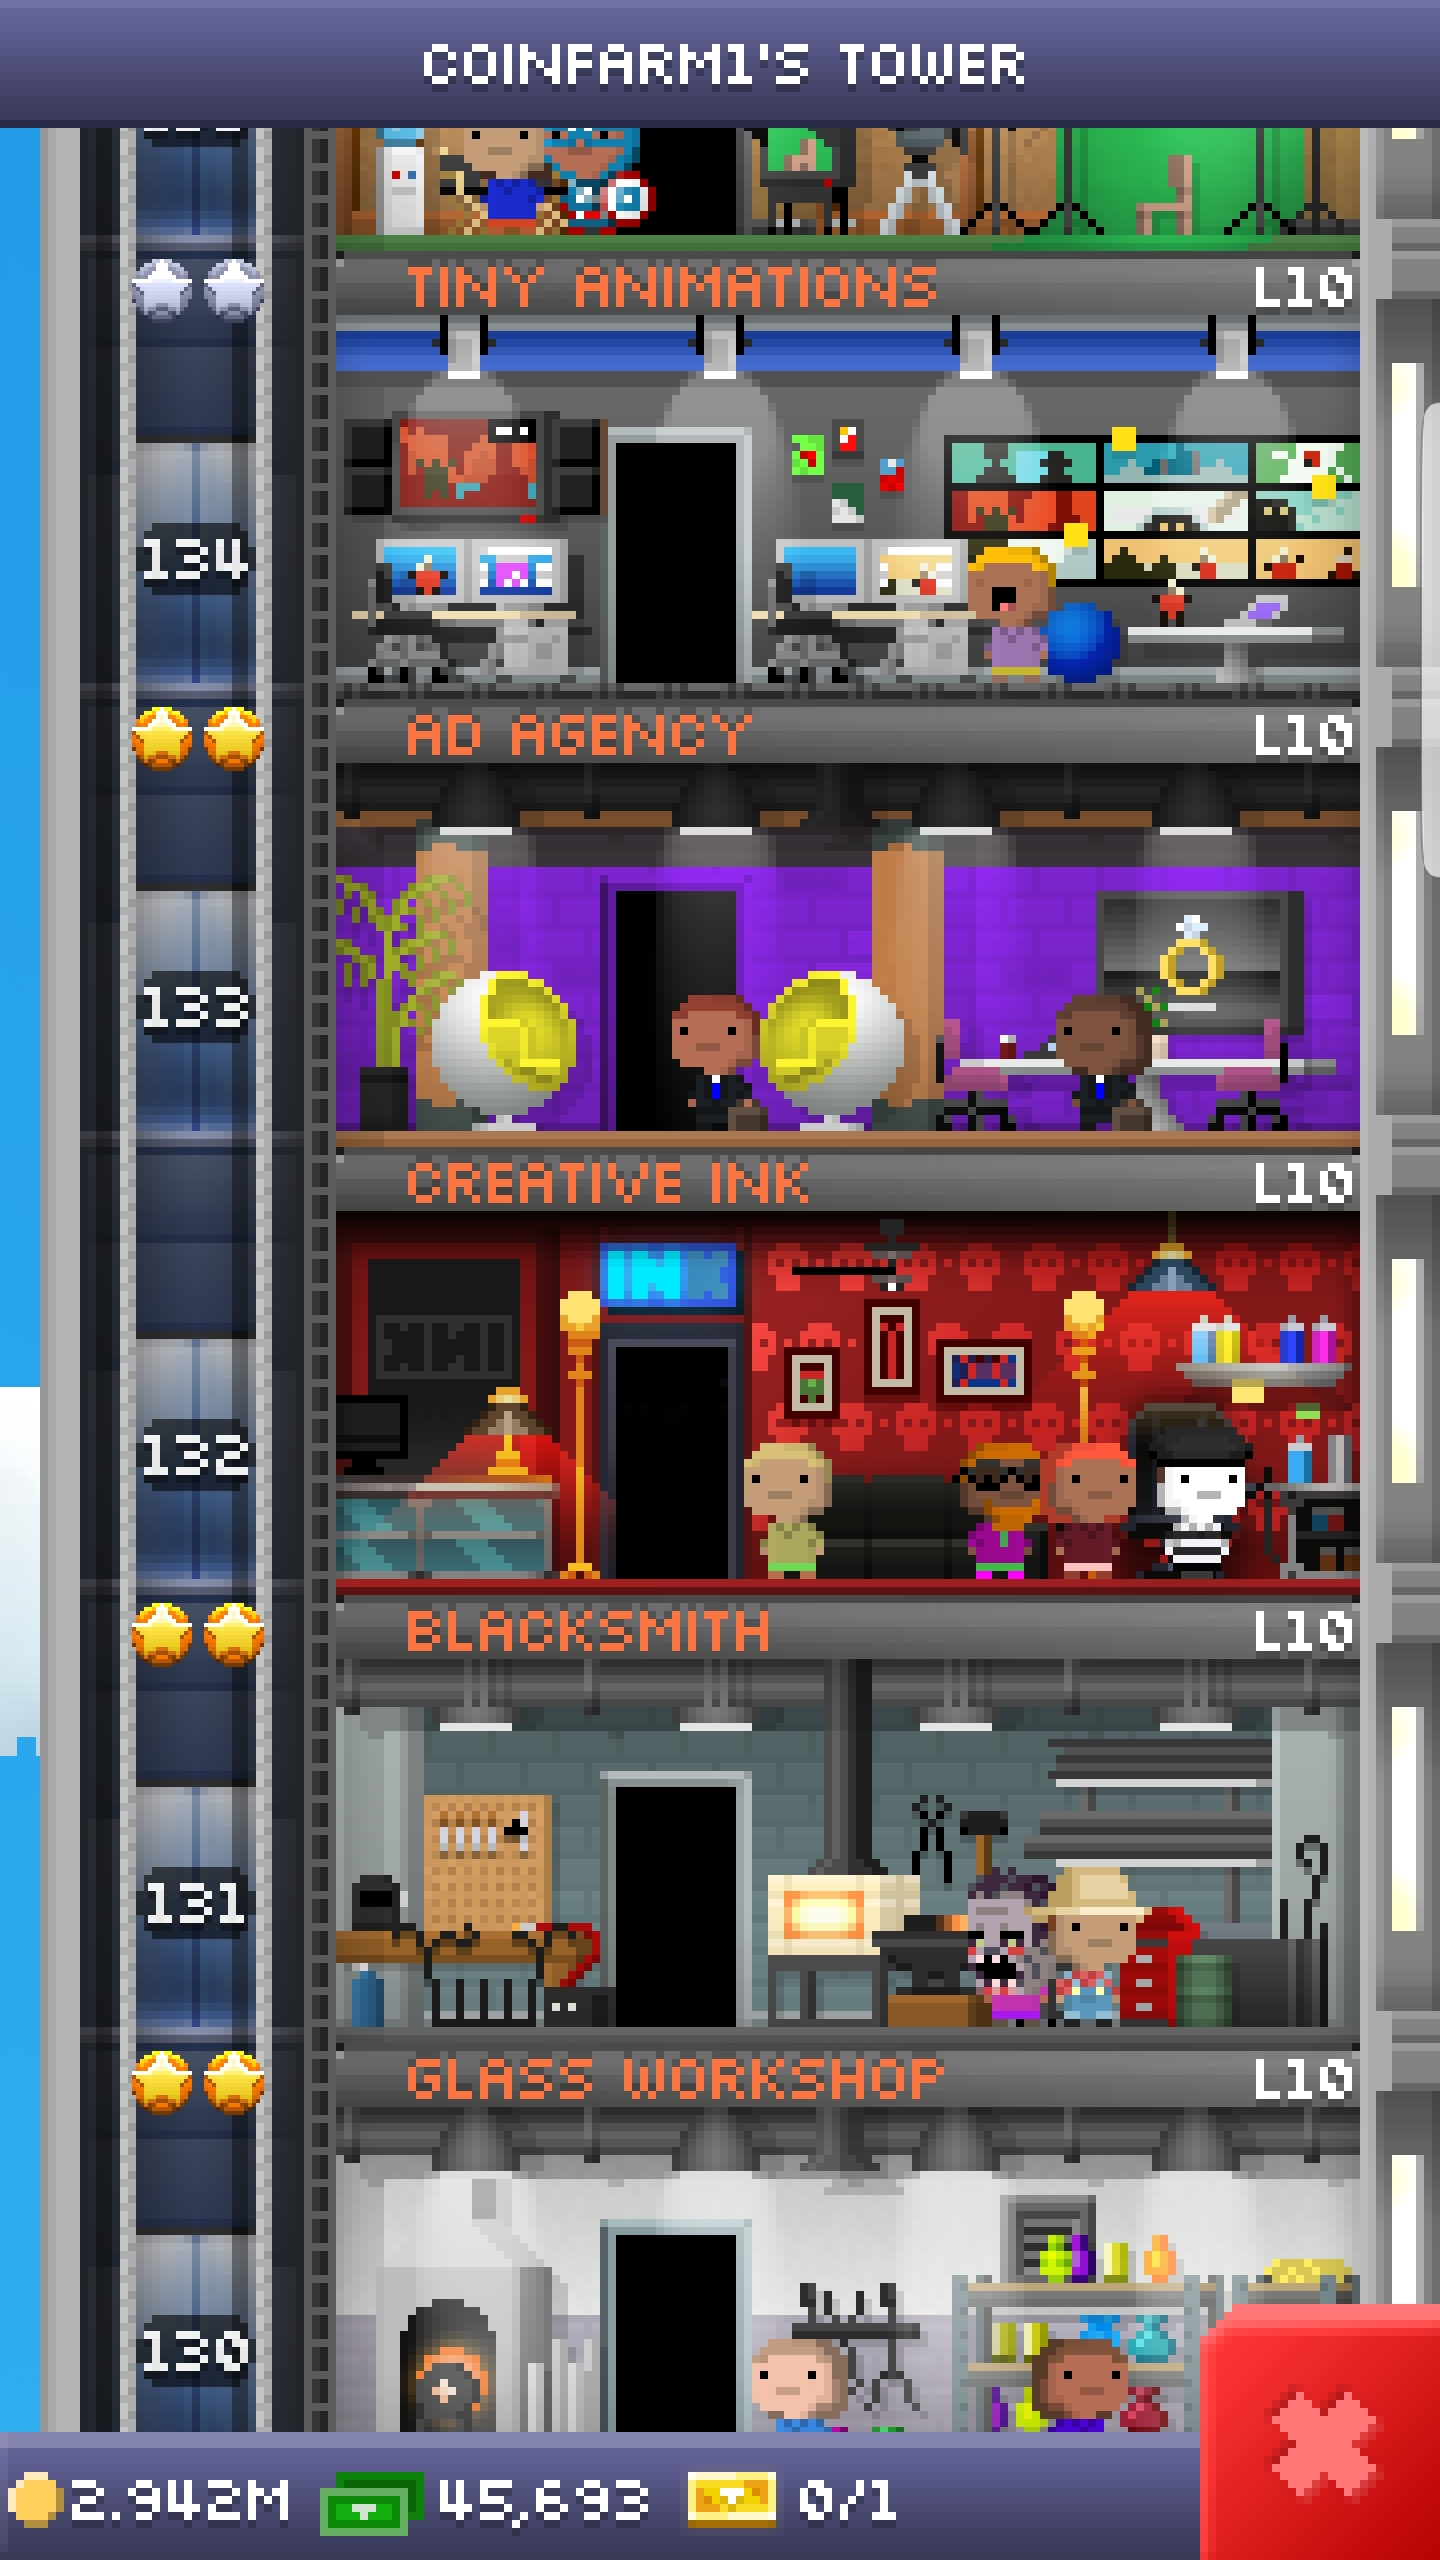 COINFARM1'S TOWER
TINY ANIMATIONS L10
134
AD AGENCY L10
133
CREATIVE INK L10
INK
INK
132
BLACKSMITH L10
131
GLASS WORKSHOP L10
130
2.942M 45,693 0/1